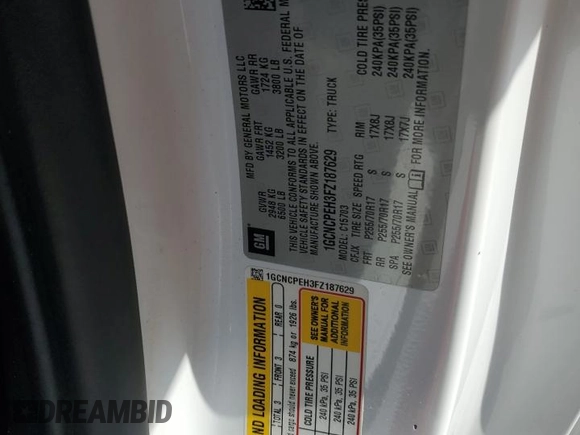 MFD BY GENERAL MOTORS LLC
GVWR GAWR FRT GAWR RR
2948 KG 1452 KG 1724 KG
6500 LB 3200 LB 3800 LB
THIS VEHICLE CONFORMS TO ALL APPLICABLE U.S. FEDERAL M
VEHICLE SAFETY STANDARDS IN EFFECT ON THE DATE OF
MANUFACTURE SHOWN ABOVE.
1GCNCPEH3FZ187629
MODEL: C15703 TYPE: TRUCK
CFJX TIRE SIZE SPEED RTG RIM COLD TIRE PRES
FRT P255/70R17 S 17X8J 240KPA(35PSI)
RR P255/70R17 S 17X8J 240KPA(35PSI)
SPA P255/70R17 S 17X7J 240KPA(35PSI)
SEE OWNER'S MANUAL FOR MORE INFORMATION.
GM
1GCNCPEH3FZ187629
ND LOADING INFORMATION
TOTAL 3 FRONT 3 REAR 0
cargo should never exceed 874 kg or 1926 lbs.
COLD TIRE PRESSURE
240 kPa, 35 PSI
240 kPa, 35 PSI
240 kPa, 35 PSI
SEE OWNER'S
MANUAL FOR
ADDITIONAL
INFORMATION
DREAMBID